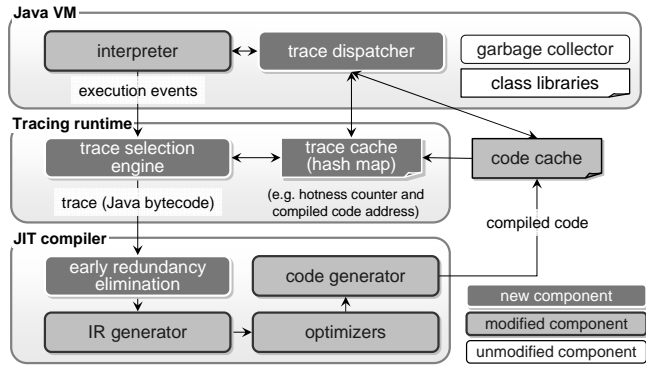 Java VM
interpreter
trace dispatcher
garbage collector
class libraries
execution events
Tracing runtime
trace selection
engine
trace cache
(hash map)
code cache
(e.g. hotness counter and
compiled code address)
trace (Java bytecode)
compiled code
JIT compiler
early redundancy
elimination
code generator
IR generator
optimizers
new component
modified component
unmodified component